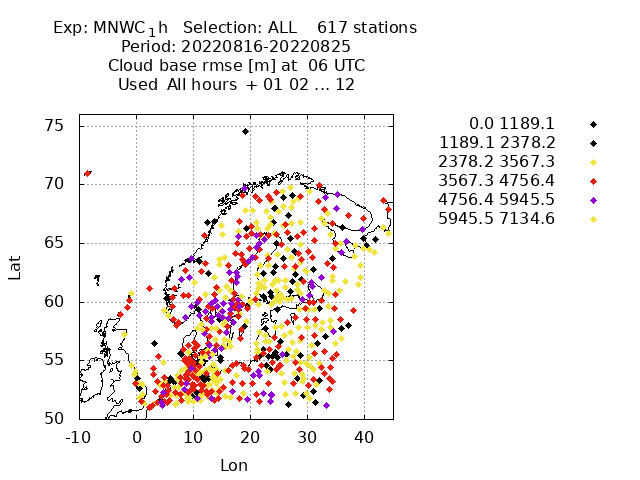 Exp: MNWC1h Selection: ALL 617 stations
Period: 20220816-20220825
Cloud base rmse [m] at 06 UTC
Used All hours + 01 02 ... 12
0.0 1189.1
1189.1 2378.2
2378.2 3567.3
3567.3 4756.4
4756.4 5945.5
5945.5 7134.6
75
70
65
60
55
50
Lat
-10 0 10 20 30 40
Lon